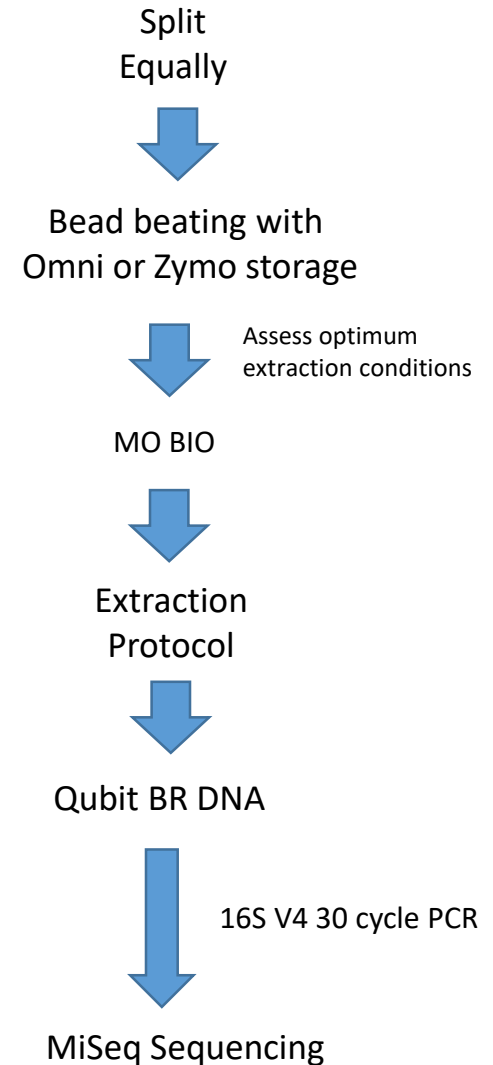 Split
Equally
Bead beating with
Omni or Zymo storage
Assess optimum
extraction conditions
MO BIO
Extraction
Protocol
Qubit BR DNA
16S V4 30 cycle PCR
MiSeq Sequencing